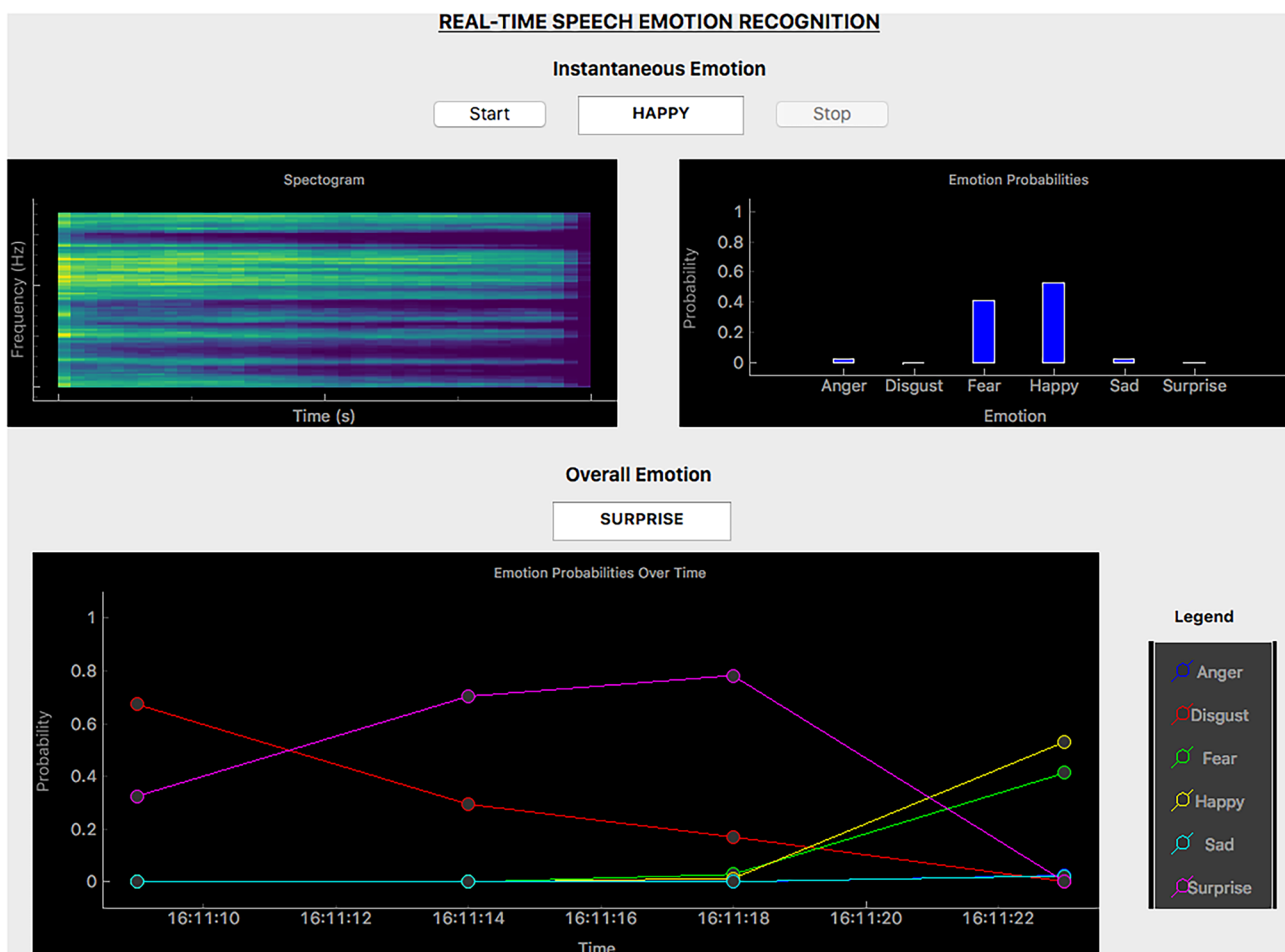 REAL-TIME SPEECH EMOTION RECOGNITION
Instantaneous Emotion
Start
HAPPY
Stop
Spectogram
Frequency (Hz)
Time (s)
Emotion Probabilities
Probability
1
0.8
0.6
0.4
0.2
0
Anger Disgust Fear Happy Sad Surprise
Emotion
Overall Emotion
SURPRISE
Emotion Probabilities Over Time
Probability
1
0.8
0.6
0.4
0.2
0
16:11:10 16:11:12 16:11:14 16:11:16 16:11:18 16:11:20 16:11:22
Time
Legend
Anger
Disgust
Fear
Happy
Sad
Surprise